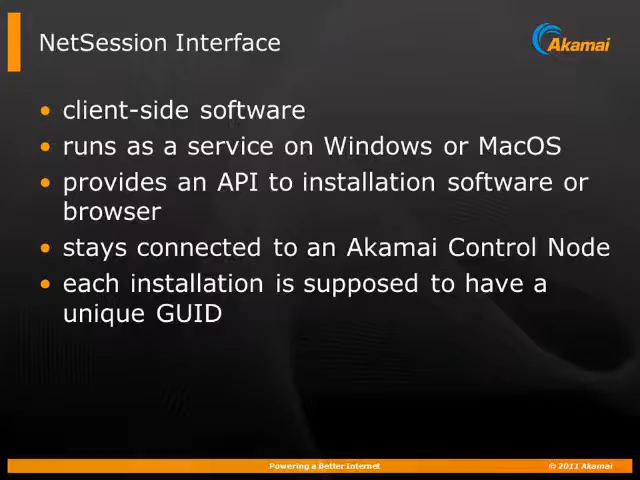 NetSession Interface
Akamai
• client-side software
• runs as a service on Windows or MacOS
• provides an API to installation software or
browser
• stays connected to an Akamai Control Node
• each installation is supposed to have a
unique GUID
Powering a Better Internet
© 2011 Akamai